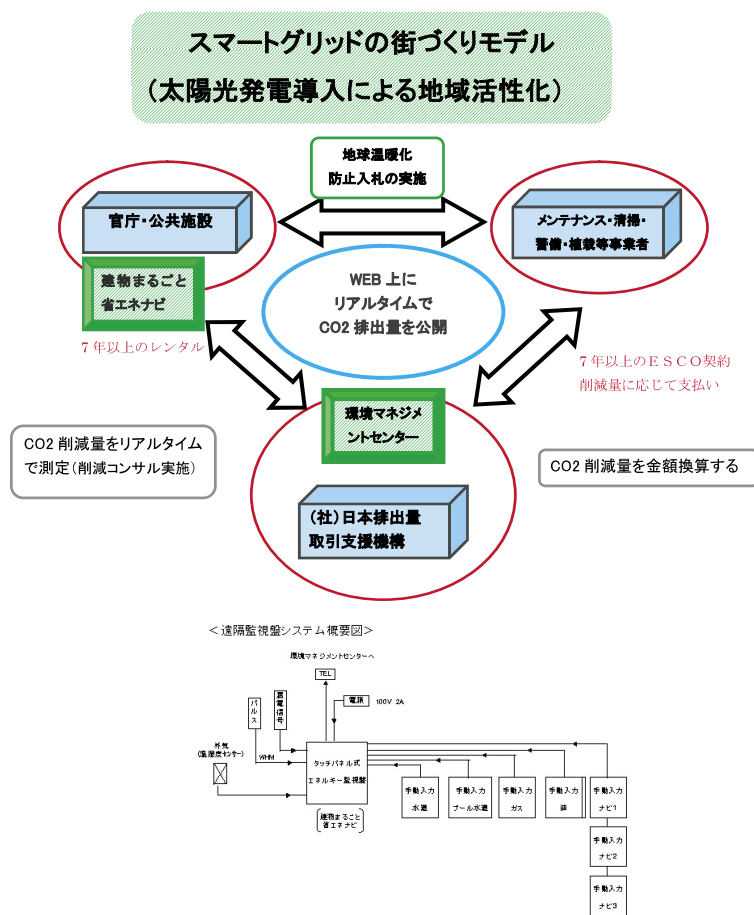 スマートグリッドの街づくりモデル
（太陽光発電導入による地域活性化）
地球温暖化
防止入札の実施
官庁・公共施設
メンテナンス・清掃・
警備・植栽等事業者
建物まるごと
省エネナビ
WEB 上に
リアルタイムで
CO2 排出量を公開
7 年以上のレンタル
7 年以上のＥＳＣＯ契約
削減量に応じて支払い
環境マネジメ
ントセンター
CO2 削減量をリアルタイム
で測定（削減コンサル実施）
CO2 削減量を金額換算する
（社）日本排出量
取引支援機構
＜遠隔監視盤システム概要図＞
環境マネジメントセンターへ
TEL
電源 100V 2A
パルス
漏電信号
外気
(温湿度センサー)
WHM
タッチパネル式
エネルギー監視盤
建物まるごと
省エネナビ
手動入力
水道
手動入力
プール水道
手動入力
ガス
手動入力
手動入力
ナビ1
手動入力
ナビ2
手動入力
ナビ3